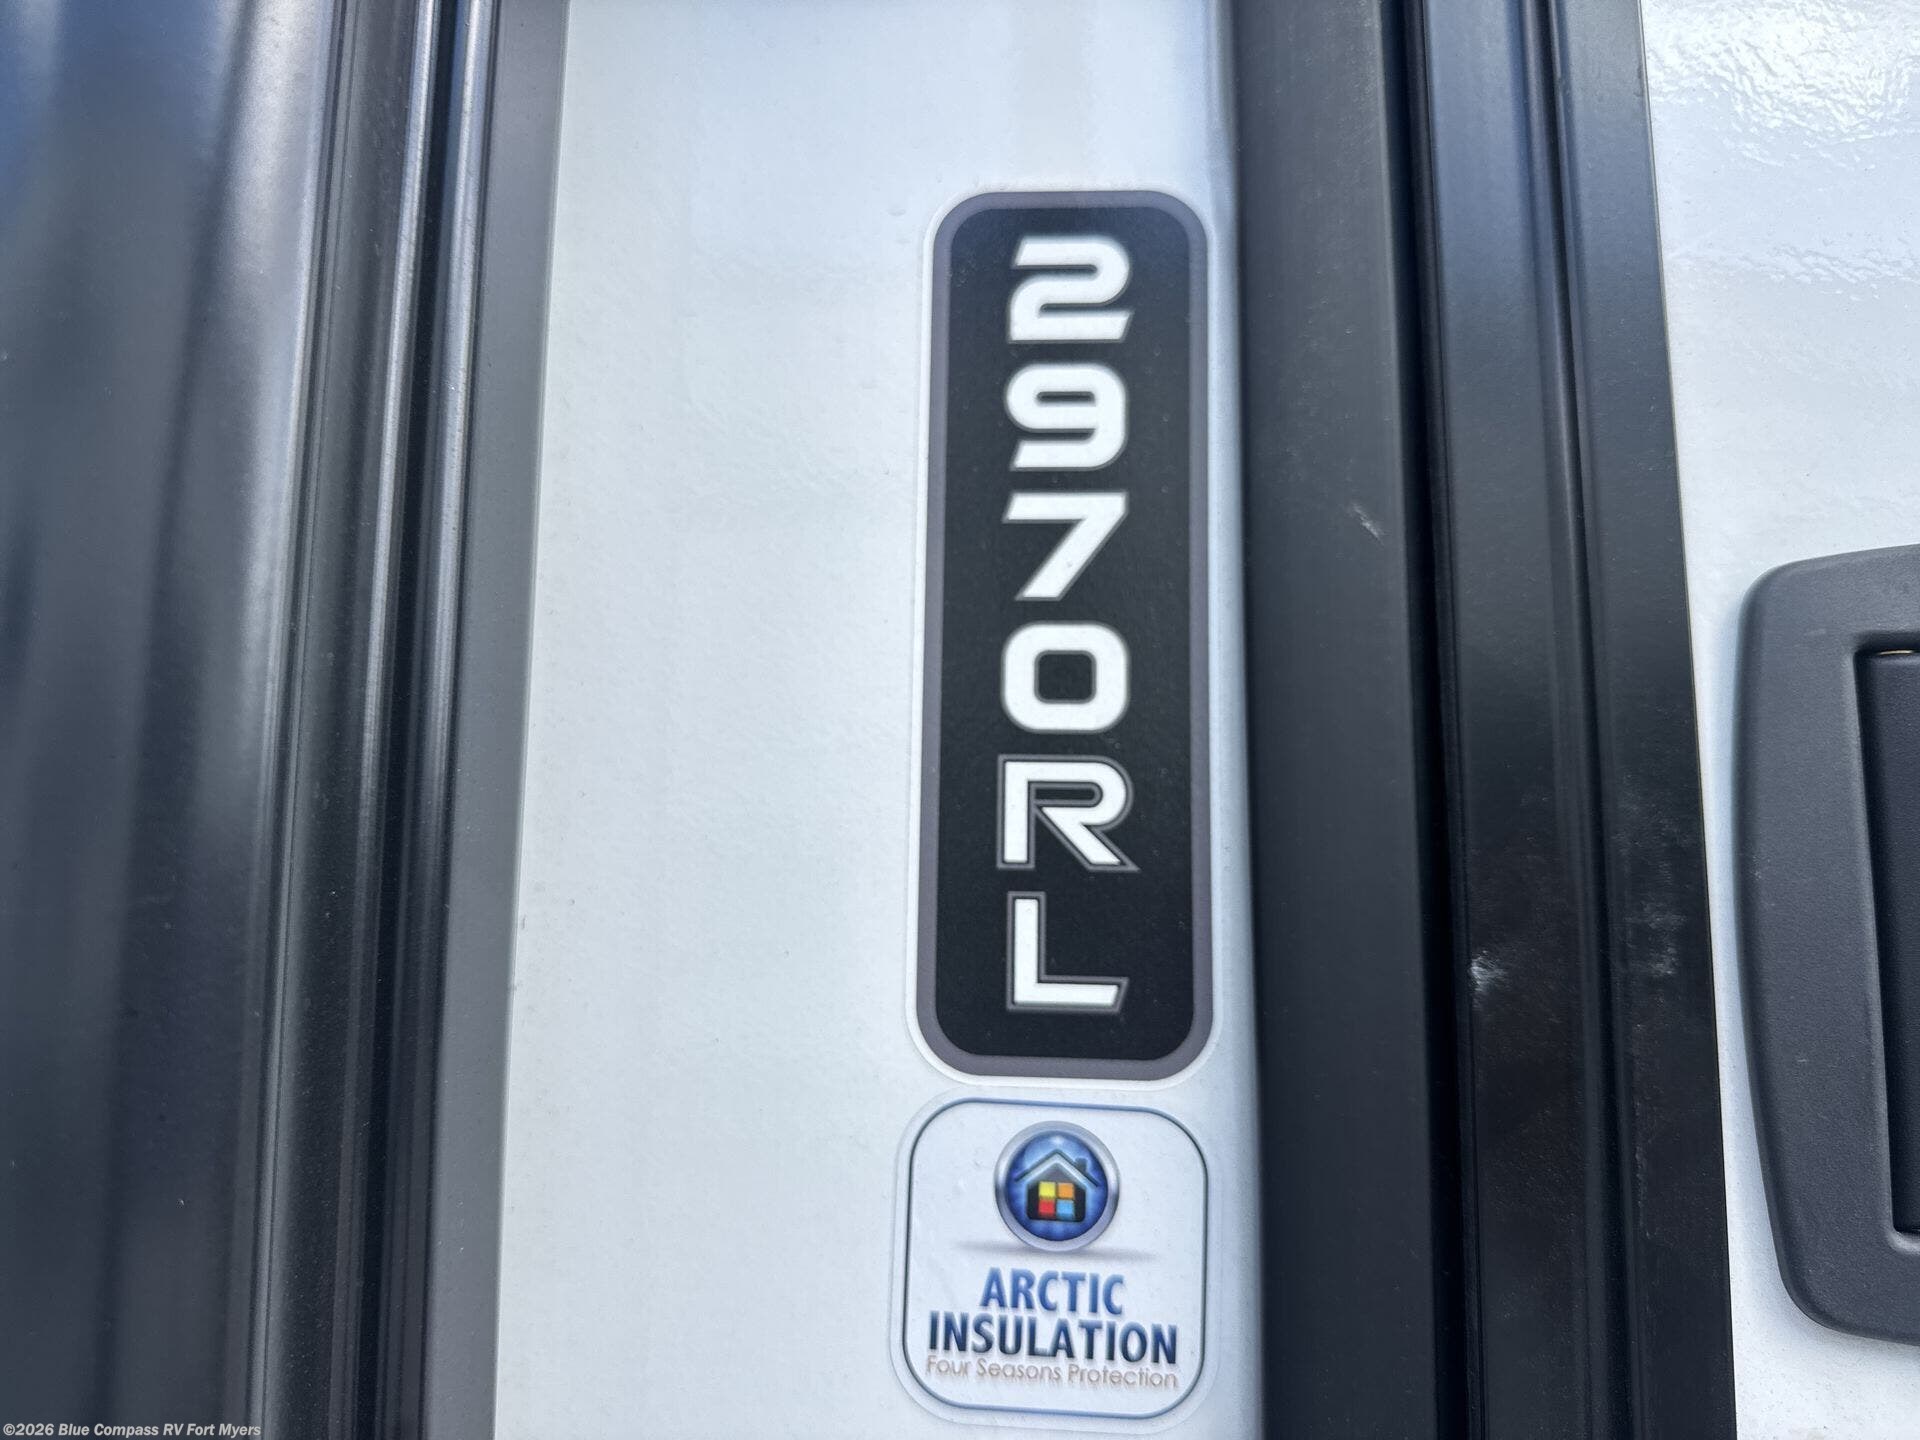 2970RL
ARCTIC
INSULATION
Four Seasons Protection
©2026 Blue Compass RV Fort Myers